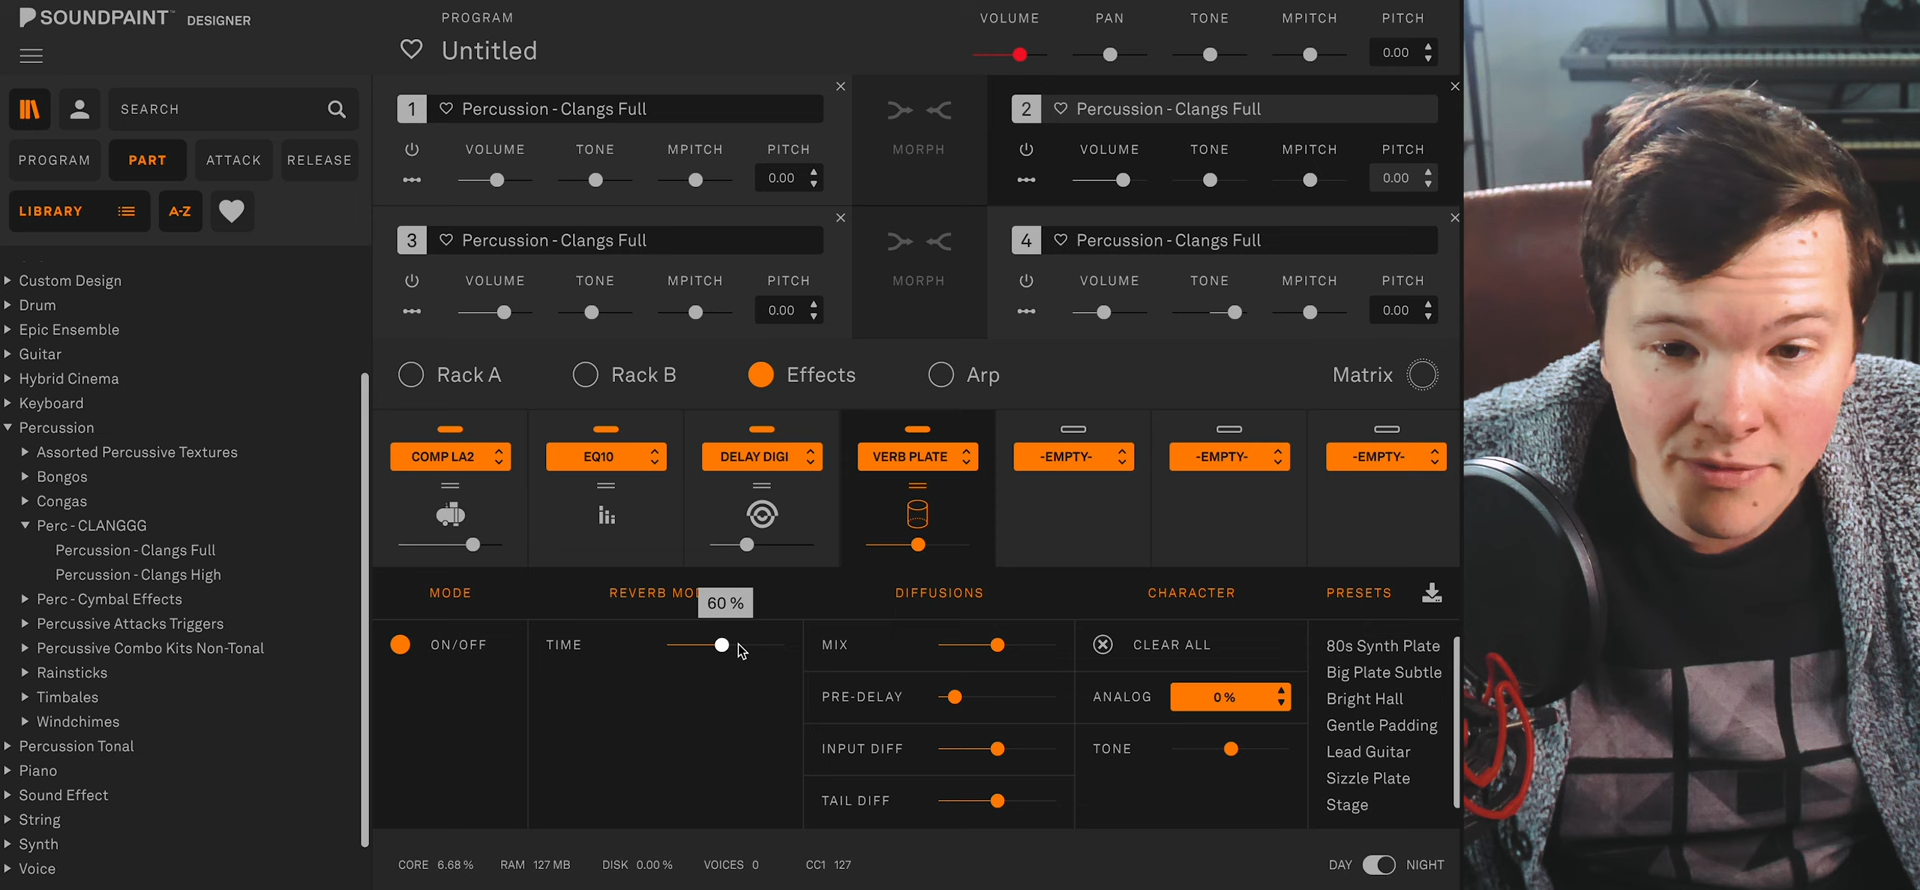 SOUNDPAINT™ DESIGNER
PROGRAM
Untitled
VOLUME PAN TONE MPITCH PITCH
0.00
SEARCH
PROGRAM PART ATTACK RELEASE
LIBRARY A-Z
Custom Design
Drum
Epic Ensemble
Guitar
Hybrid Cinema
Keyboard
Percussion
Assorted Percussive Textures
Bongos
Congas
Perc - CLANGGG
Percussion - Clangs Full
Percussion - Clangs High
Perc - Cymbal Effects
Percussive Attacks Triggers
Percussive Combo Kits Non-Tonal
Rainsticks
Timbales
Windchimes
Percussion Tonal
Piano
Sound Effect
String
Synth
Voice
1 Percussion - Clangs Full
VOLUME TONE MPITCH PITCH
0.00
MORPH
2 Percussion - Clangs Full
VOLUME TONE MPITCH PITCH
0.00
3 Percussion - Clangs Full
VOLUME TONE MPITCH PITCH
0.00
MORPH
4 Percussion - Clangs Full
VOLUME TONE MPITCH PITCH
0.00
Rack A Rack B Effects Arp Matrix
COMP LA2 EQ10 DELAY DIGI VERB PLATE -EMPTY- -EMPTY- -EMPTY-
MODE REVERB DIFFUSIONS CHARACTER PRESETS
60 %
ON/OFF
TIME
MIX
PRE-DELAY
INPUT DIFF
TAIL DIFF
CLEAR ALL
ANALOG 0 %
TONE
80s Synth Plate
Big Plate Subtle
Bright Hall
Gentle Padding
Lead Guitar
Sizzle Plate
Stage
CORE 6.68 % RAM 127 MB DISK 0.00 % VOICES 0 CC1 127
DAY NIGHT